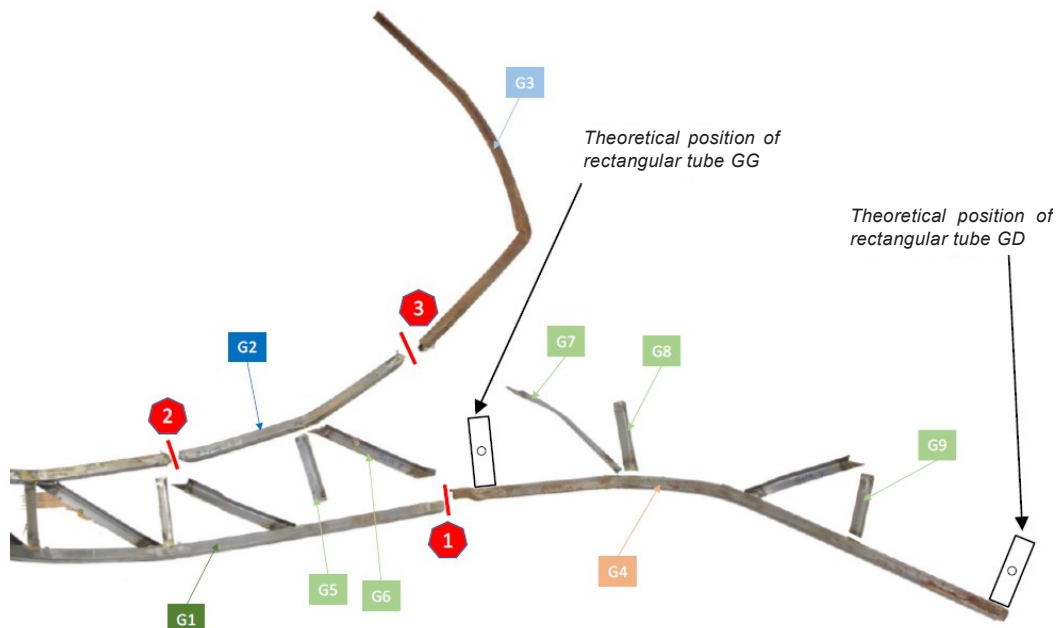 G3
Theoretical position of
rectangular tube GG
Theoretical position of
rectangular tube GD
3
G2
G7
G8
2
G9
1
G5
G6
G4
G1